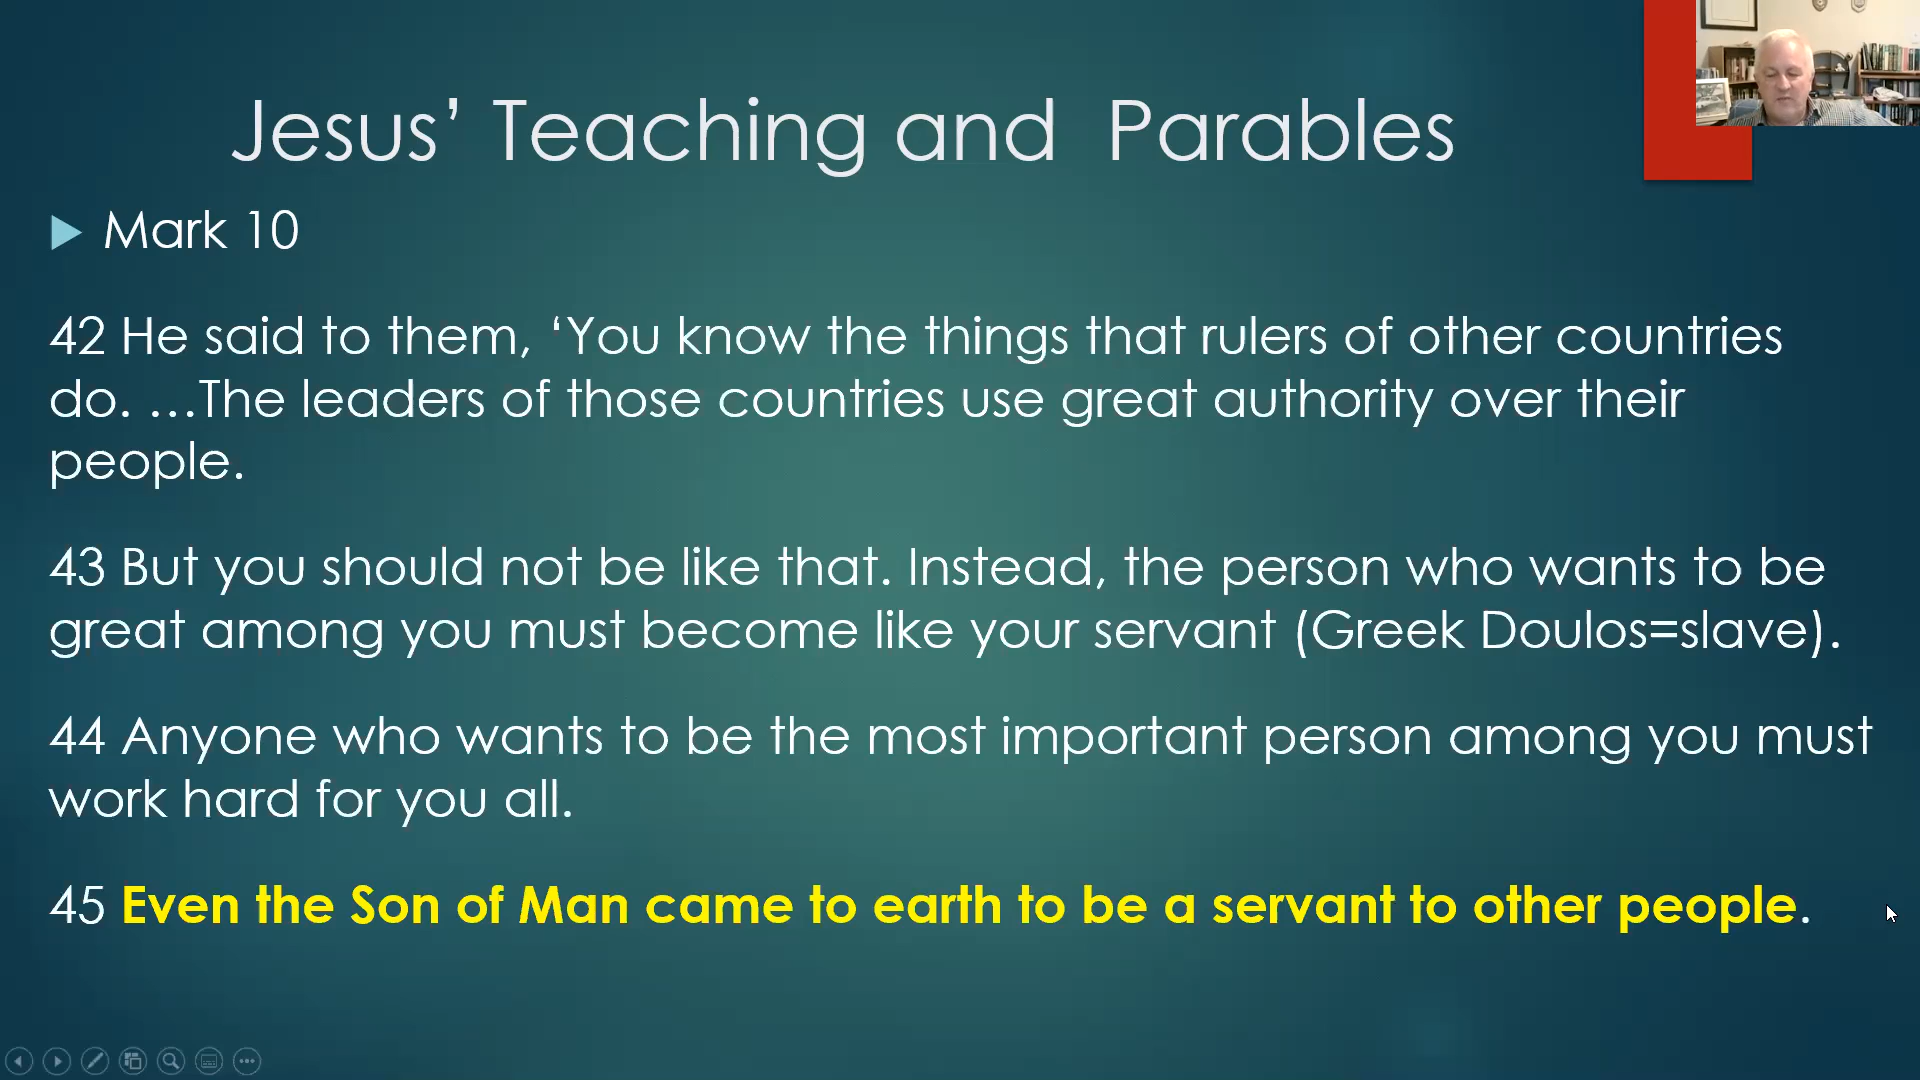 Jesus’ Teaching and Parables
Mark 10
42 He said to them, ‘You know the things that rulers of other countries
do. …The leaders of those countries use great authority over their
people.
43 But you should not be like that. Instead, the person who wants to be
great among you must become like your servant (Greek Doulos=slave).
44 Anyone who wants to be the most important person among you must
work hard for you all.
45 Even the Son of Man came to earth to be a servant to other people.